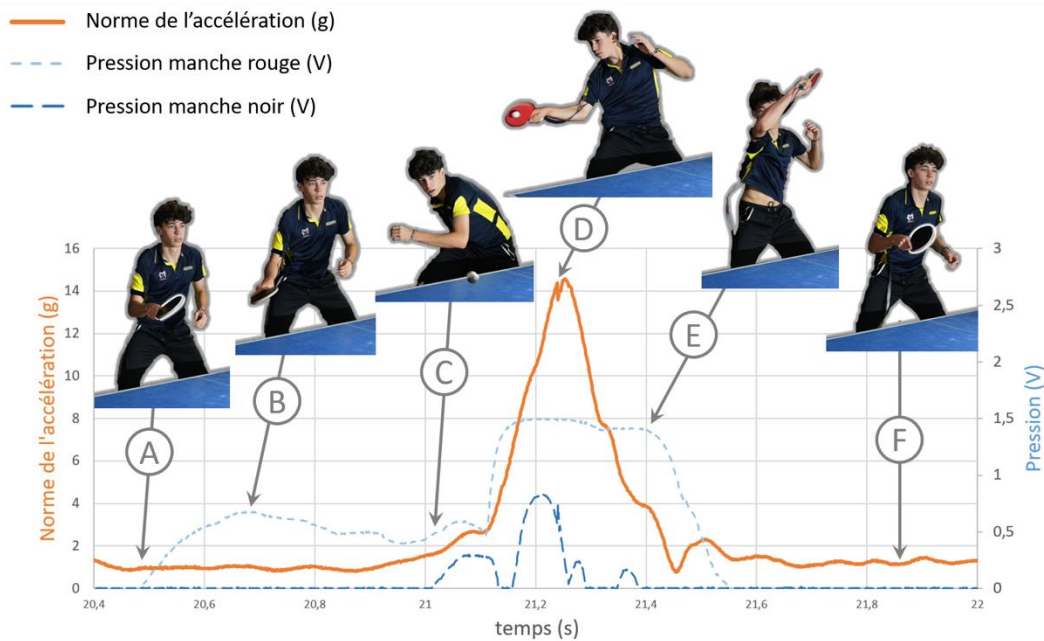 Norme de l’accélération (g)
Pression manche rouge (V)
Pression manche noir (V)
A
B
C
D
E
F
Norme de l'accélération (g)
16
14
12
10
8
6
4
2
0
3
2,5
2
1,5
1
0,5
0
Pression (V)
20,4 20,6 20,8 21 21,2 21,4 21,6 21,8 22
temps (s)